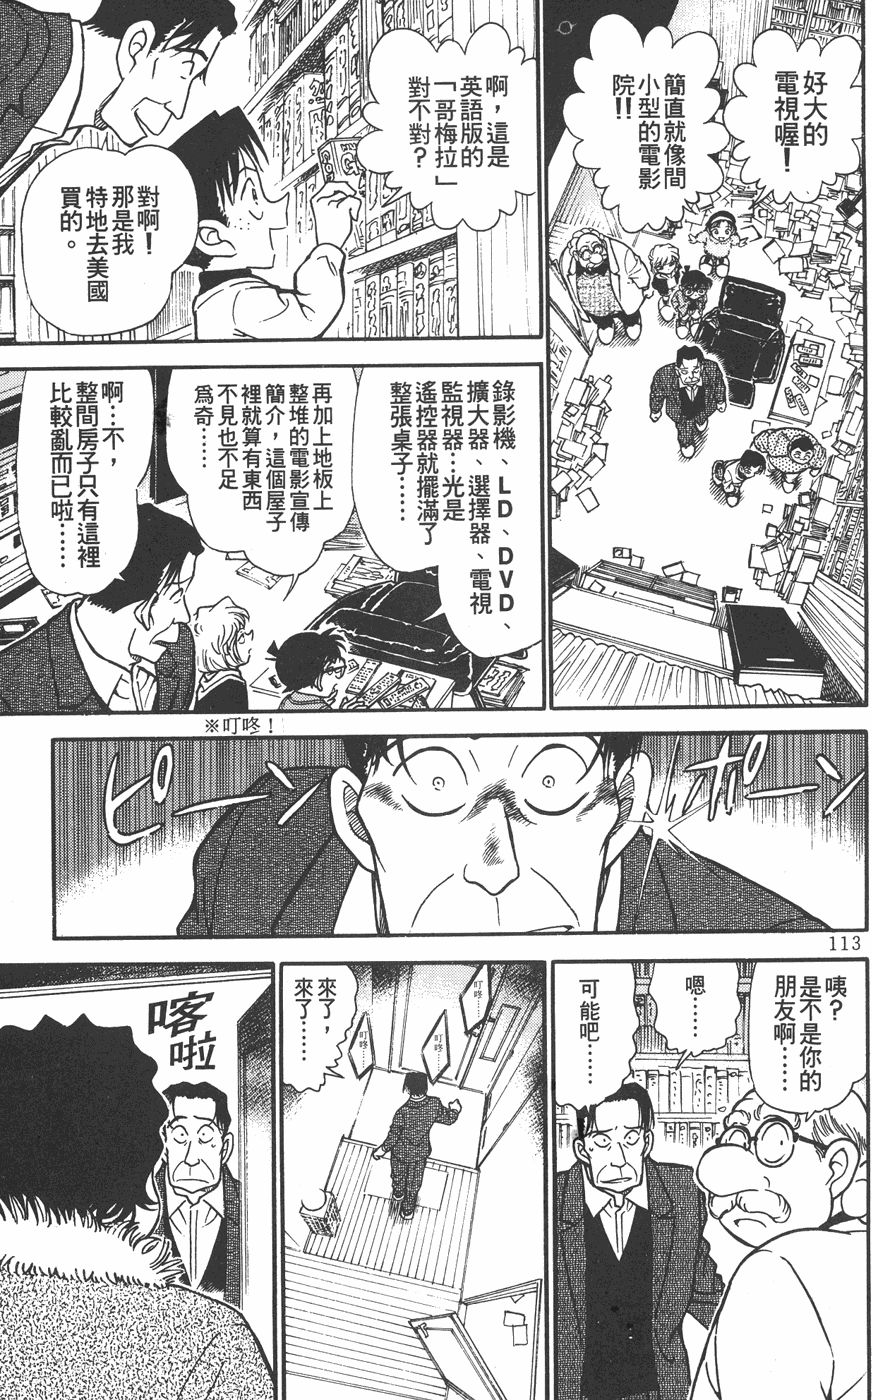 好大的
電視喔！
簡直就像間
小型的電影
院！！
啊，這是
英語版的
「哥梅拉」
對不對？
對啊！
那是我
特地去美國
買的。
錄影機、LD、DVD、
擴大器、選擇器、電視
監視器…光是
遙控器就擺滿了
整張桌子……
再加上地板上
整堆的電影宣傳
簡介，這個屋子
裡就算有東西
不見也不足
爲奇……
啊…不，
整間房子只有這裡
比較亂而已啦……
※叮咚！
ピーン
ポーン
113
咦？
是不是你的
朋友啊……
嗯……
可能吧……
叮咚…
叮咚…
叮咚…
來了，
來了……
喀啦